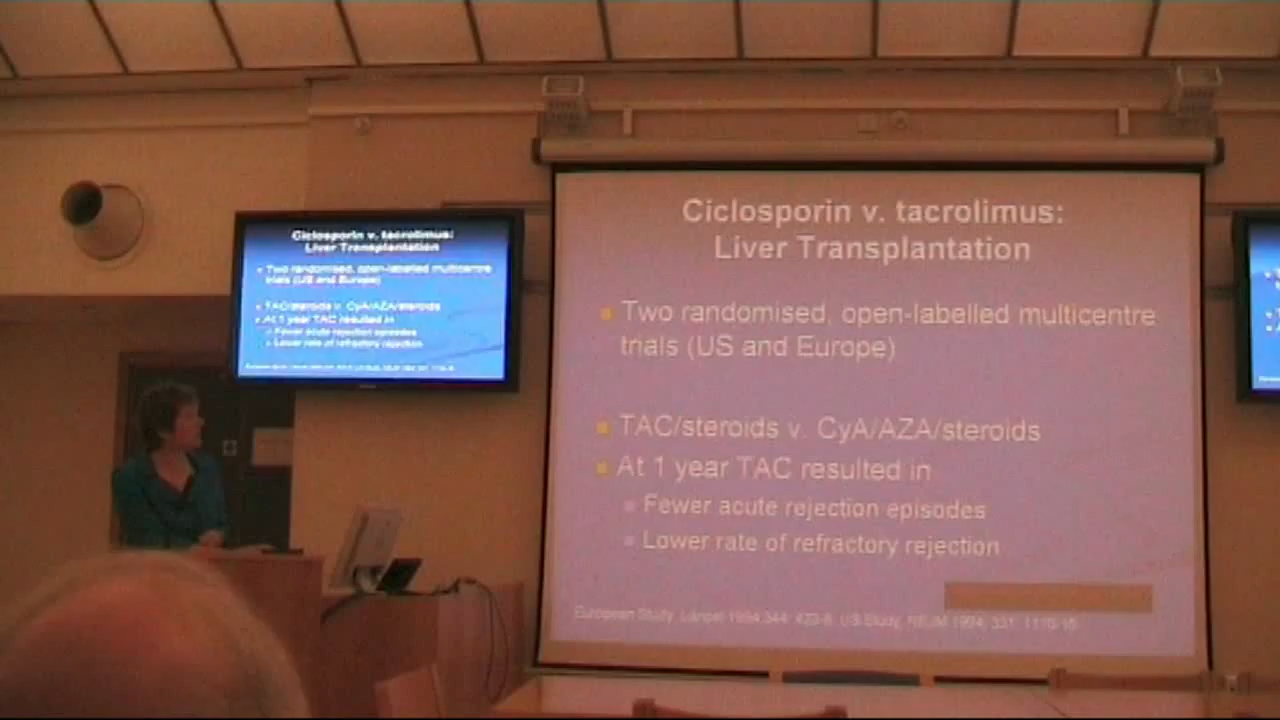 Ciclosporin v. tacrolimus:
Liver Transplantation
Two randomised, open-labelled multicentre
trials (US and Europe)
TAC/steroids v. CyA/AZA/steroids
At 1 year TAC resulted in
Fewer acute rejection episodes
Lower rate of refractory rejection
Ciclosporin v. tacrolimus:
Liver Transplantation
Two randomised, open-labelled multicentre
trials (US and Europe)
TAC/steroids v. CyA/AZA/steroids
At 1 year TAC resulted in
Fewer acute rejection episodes
Lower rate of refractory rejection
European Study, Lancet 1994 344: 423-8, US Study, NEJM 1994; 331: 1110-15